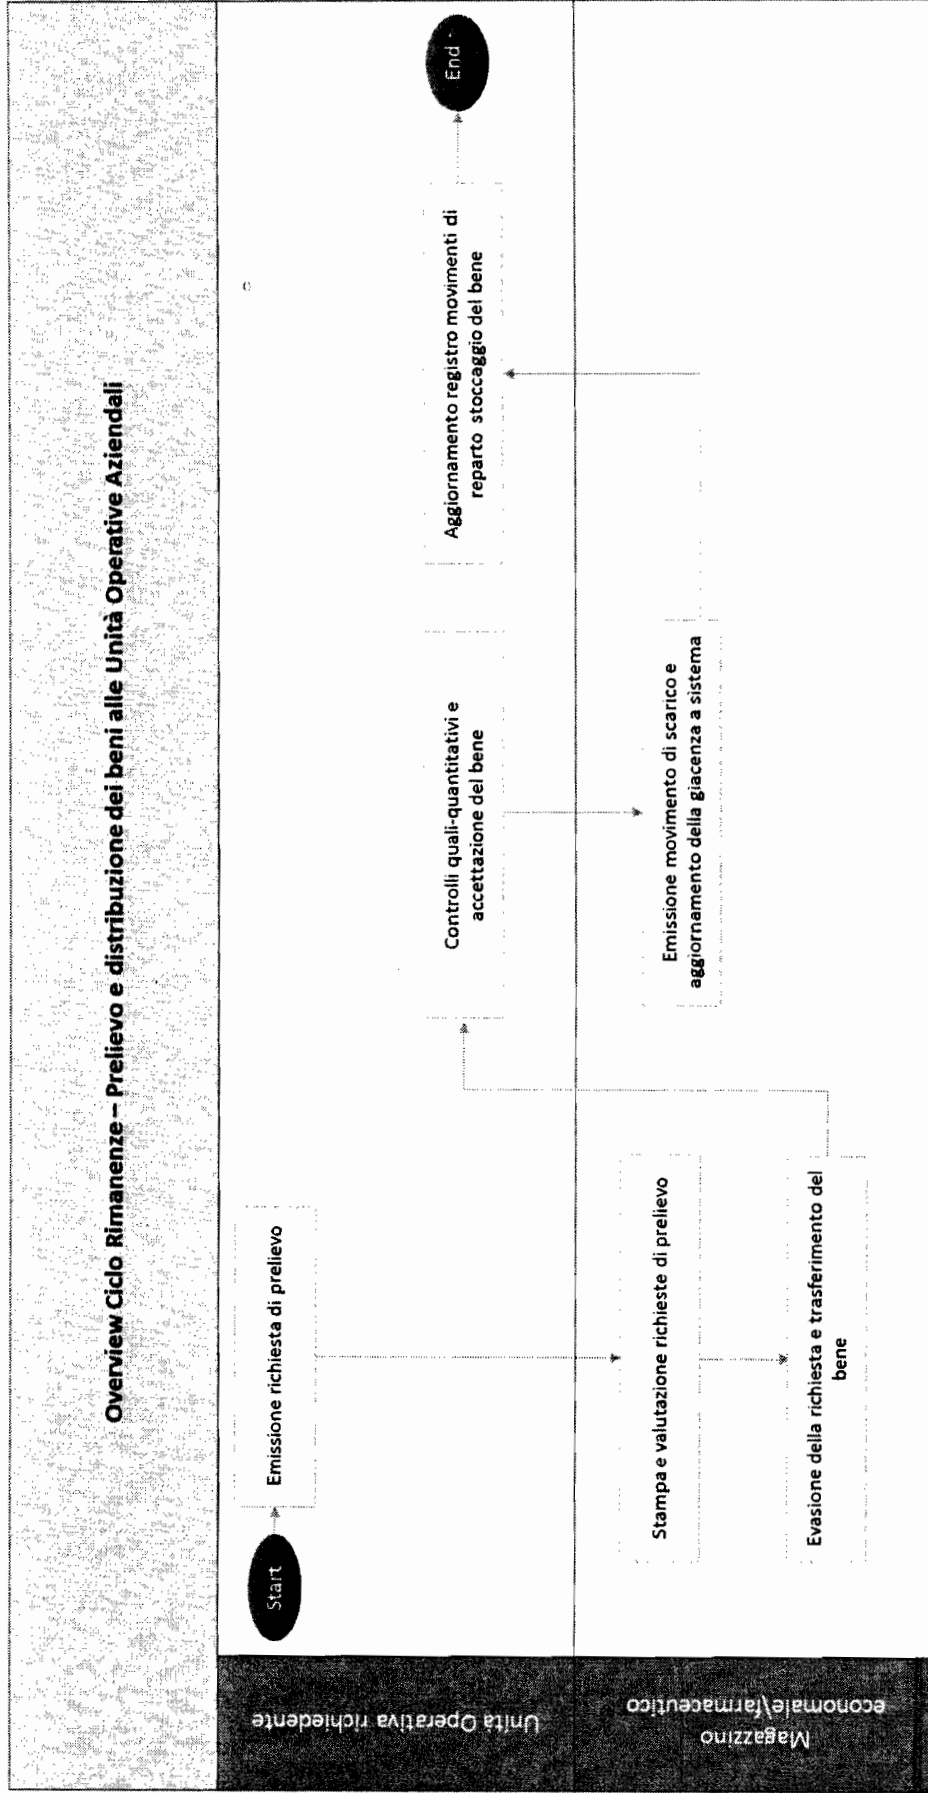 Overview Ciclo Rimanenze – Prelievo e distribuzione dei beni alle Unità Operative Aziendali
Unità Operativa richiedente
Start
Emissione richiesta di prelievo
Controlli quali-quantitativi e
accettazione del bene
Aggiornamento registro movimenti di
reparto stoccaggio del bene
End
Magazzino
economale\farmaceutico
Stampa e valutazione richieste di prelievo
Evasione della richiesta e trasferimento del
bene
Emissione movimento di scarico e
aggiornamento della giacenza a sistema